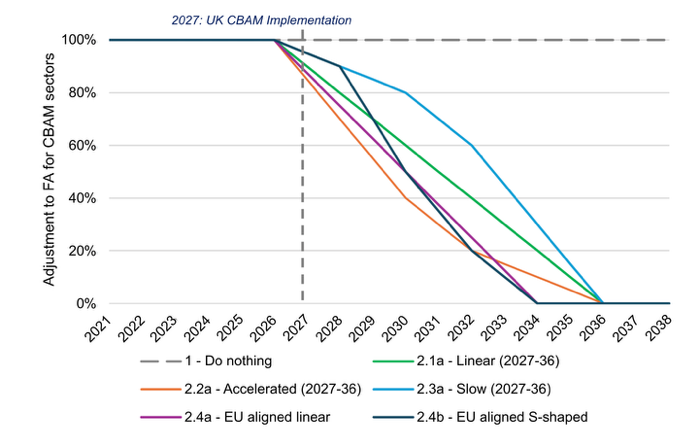 2027: UK CBAM Implementation
Adjustment to FA for CBAM sectors
100%
80%
60%
40%
20%
0%
2021 2022 2023 2024 2025 2026 2027 2028 2029 2030 2031 2032 2033 2034 2035 2036 2037 2038
1 - Do nothing 2.1a - Linear (2027-36)
2.2a - Accelerated (2027-36) 2.3a - Slow (2027-36)
2.4a - EU aligned linear 2.4b - EU aligned S-shaped